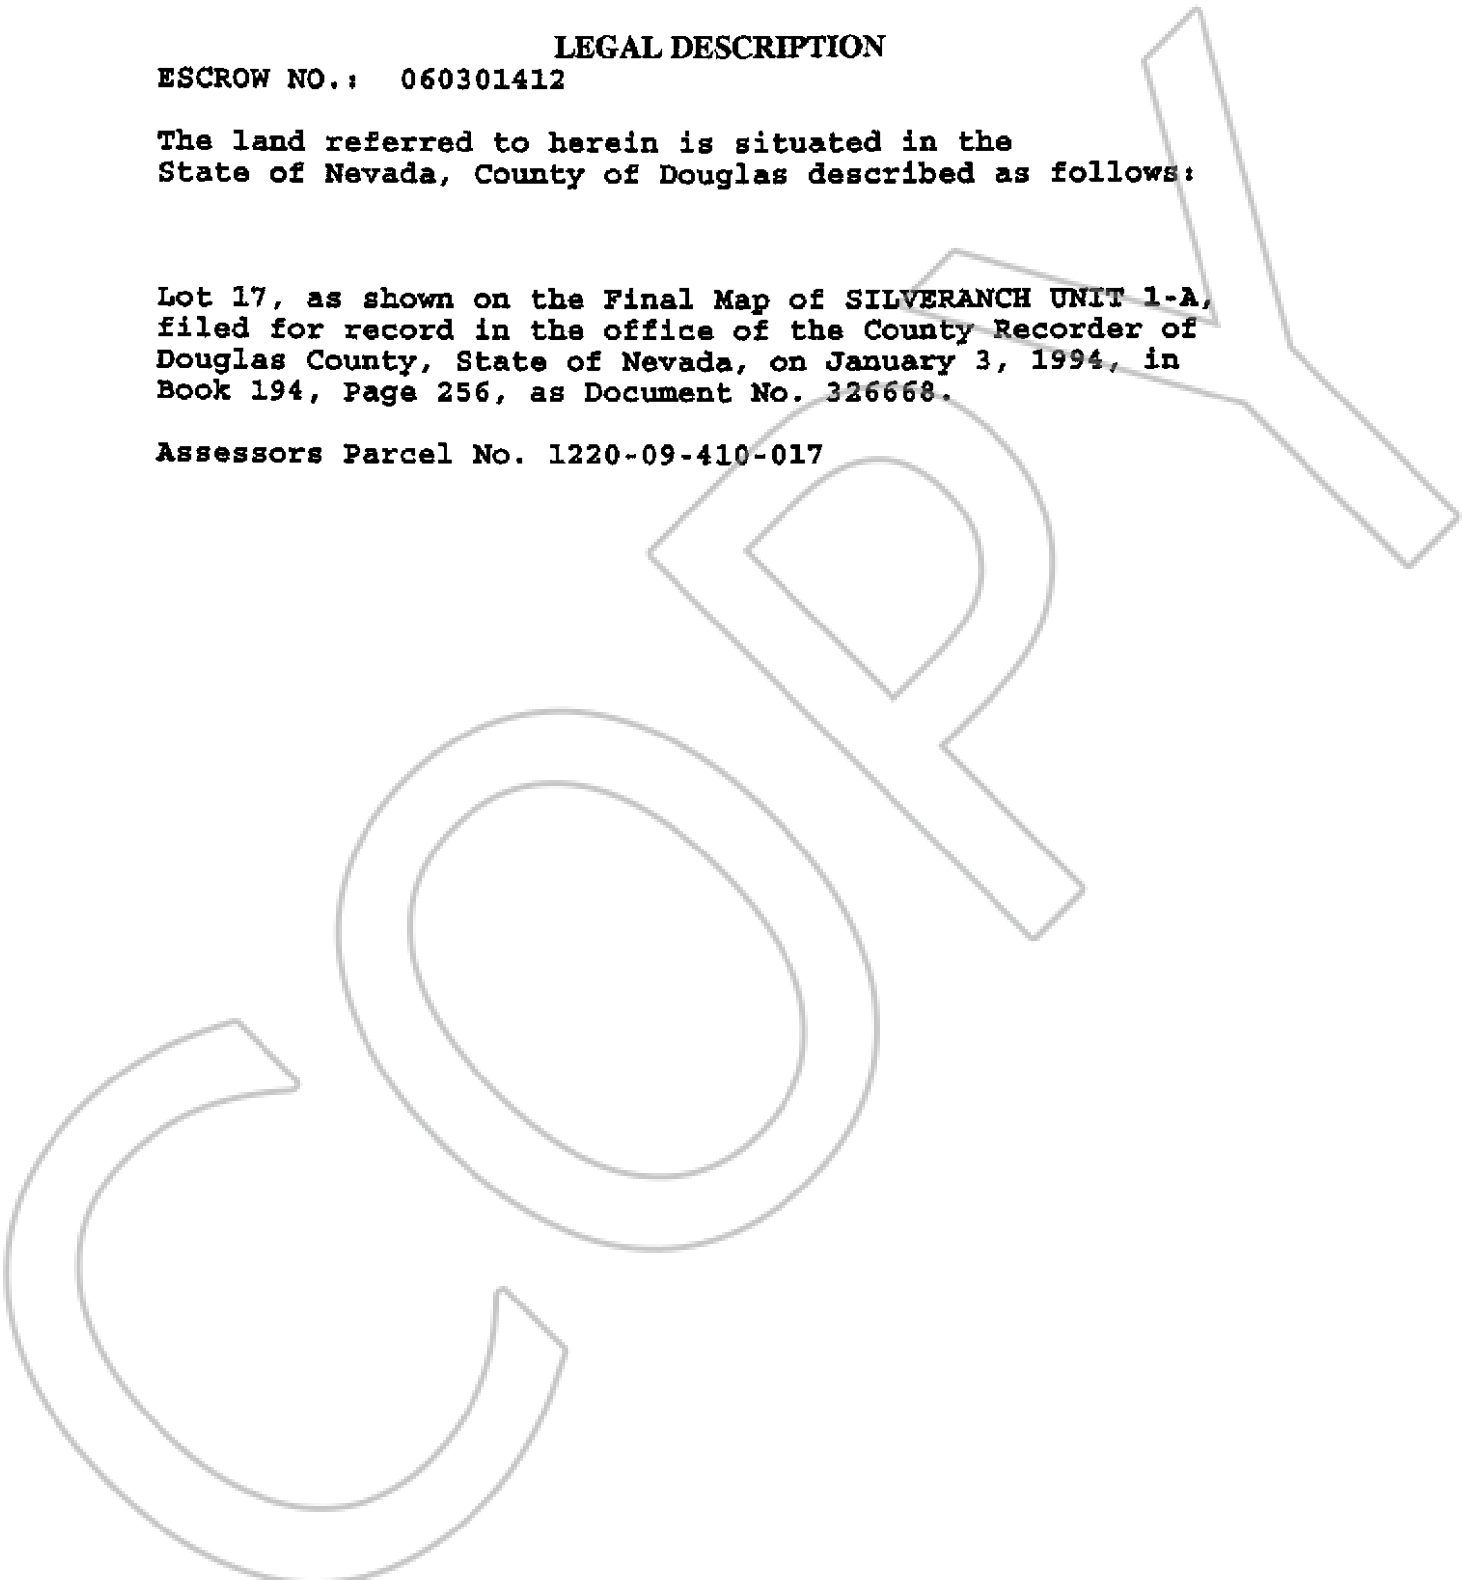 LEGAL DESCRIPTION
ESCROW NO.: 060301412
The land referred to herein is situated in the
State of Nevada, County of Douglas described as follows:
Lot 17, as shown on the Final Map of SILVERANCH UNIT 1-A,
filed for record in the office of the County Recorder of
Douglas County, State of Nevada, on January 3, 1994, in
Book 194, Page 256, as Document No. 326668.
Assessors Parcel No. 1220-09-410-017
COPY